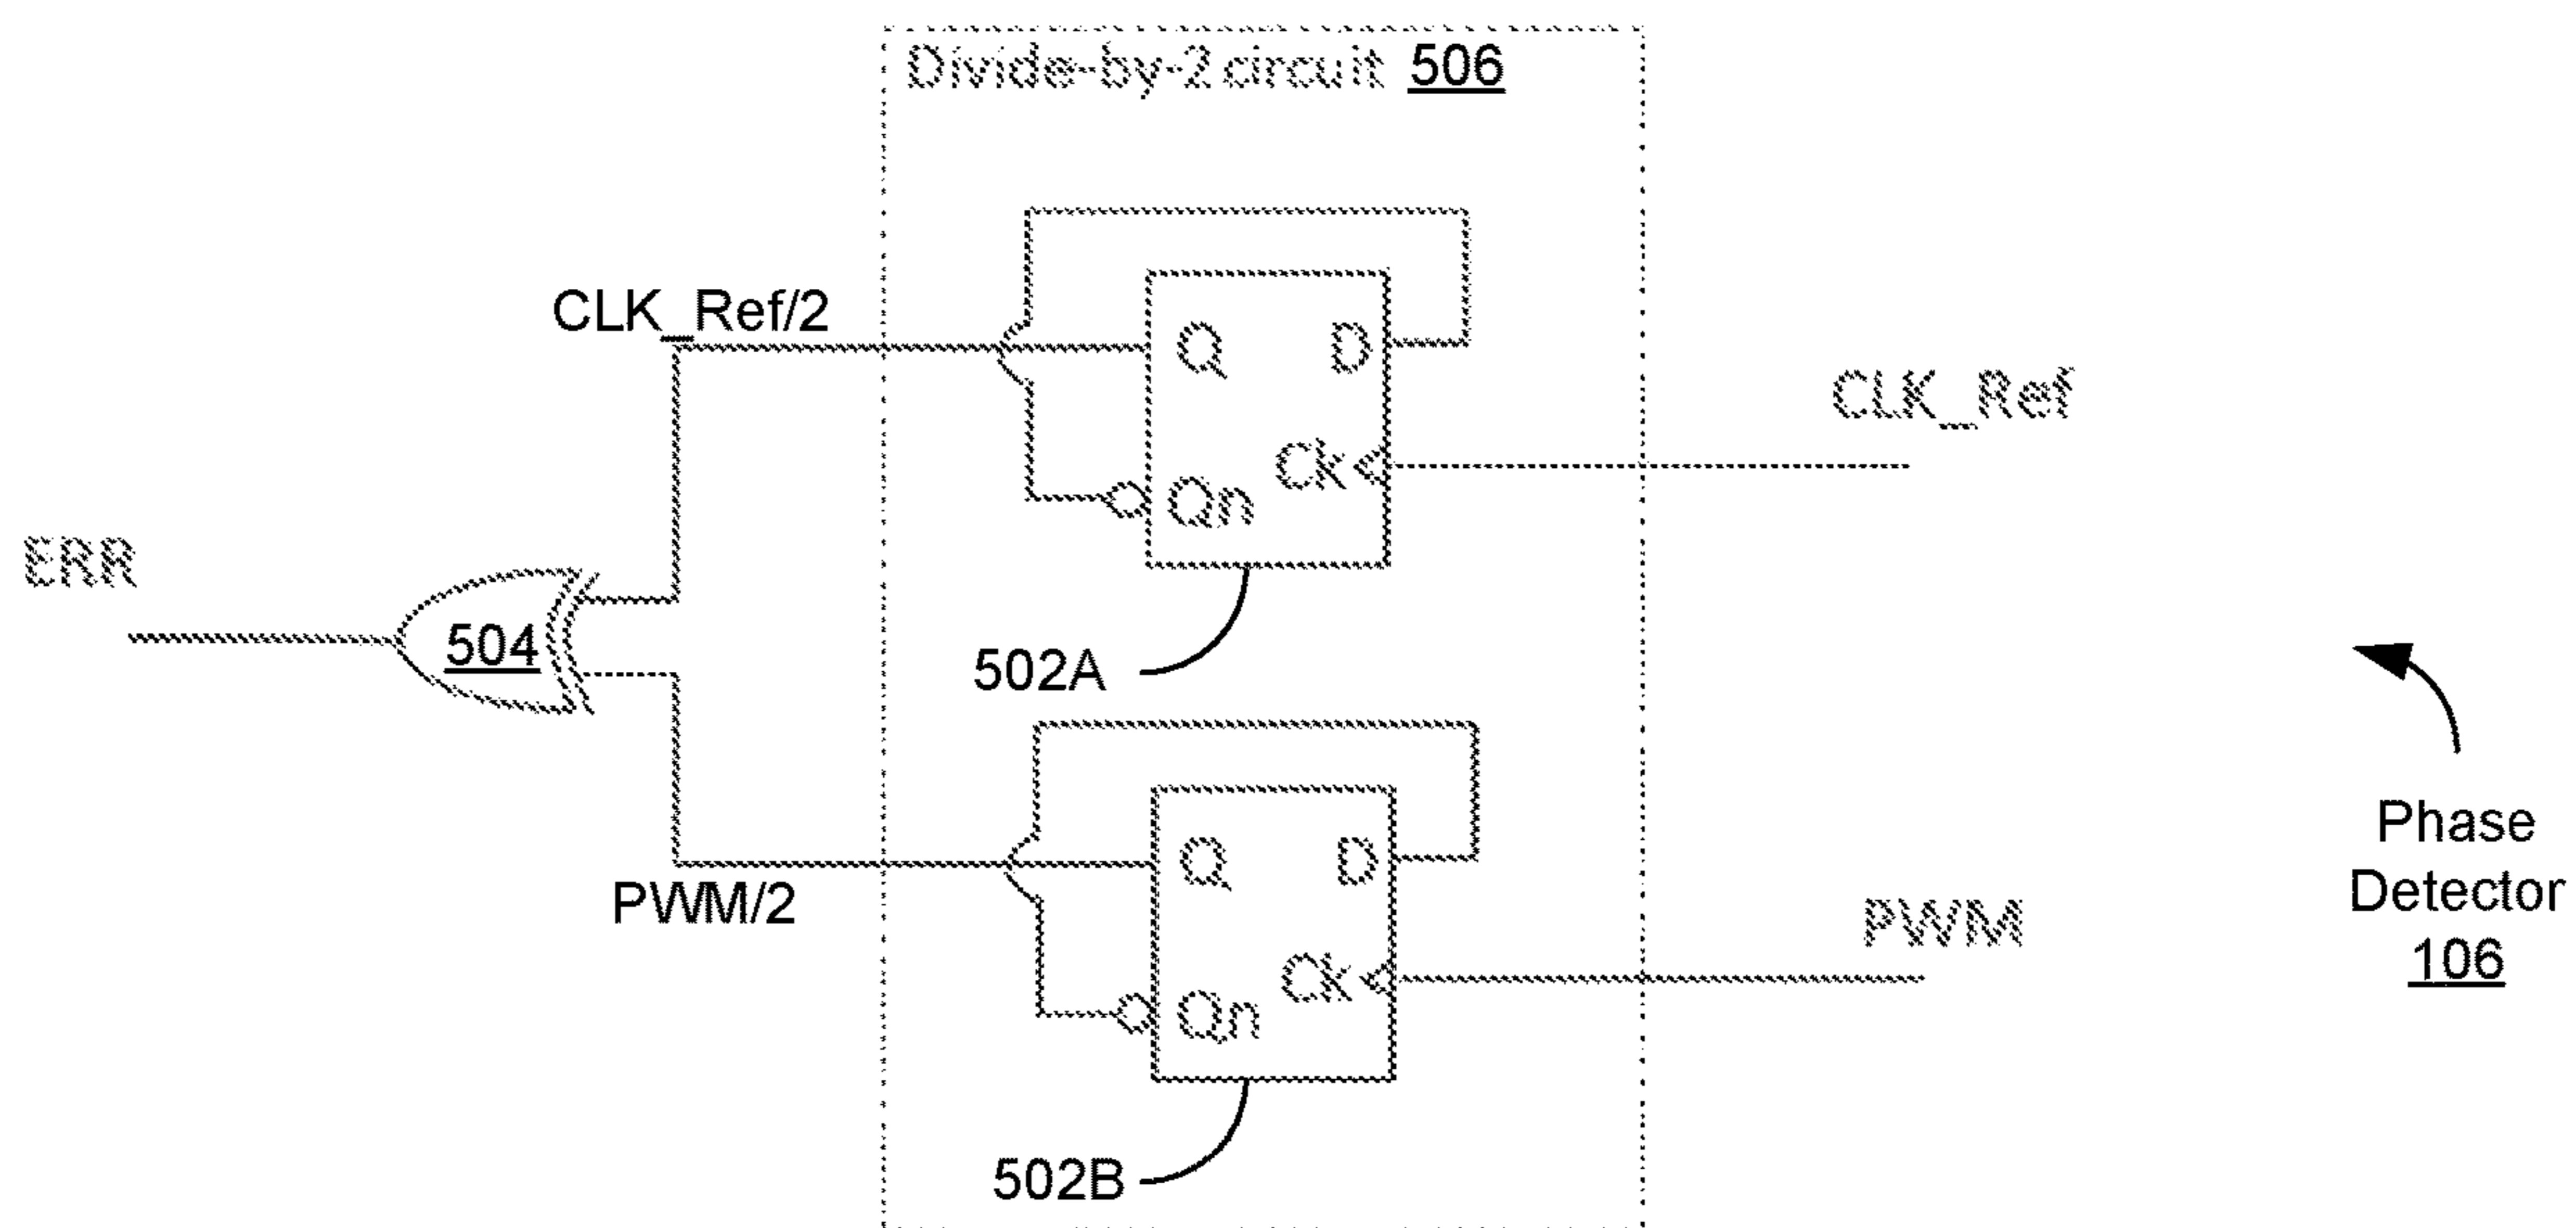 Divide-by-2 circuit 506
CLK_Ref/2
Q D
CLK_Ref
Ck
Qn
ERR
504
502A
Phase
Detector
106
Q D
PWM/2
PWM
Ck
Qn
502B